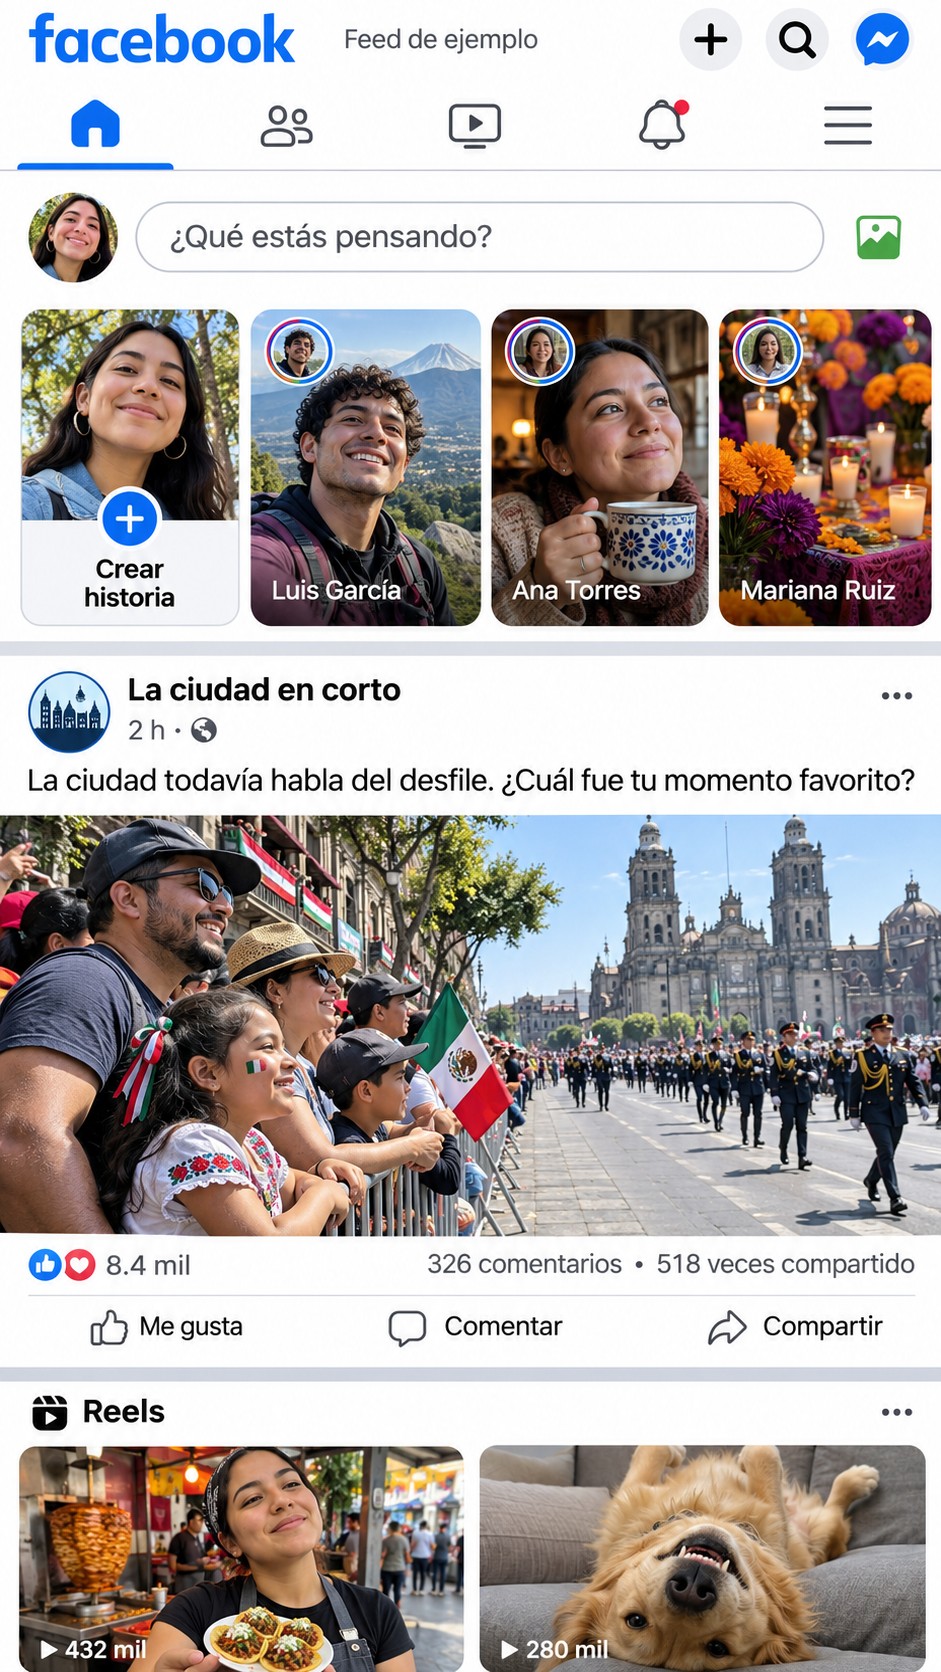 facebook
Feed de ejemplo
¿Qué estás pensando?
Crear
historia
Luis García
Ana Torres
Mariana Ruiz
La ciudad en corto
2 h ·
La ciudad todavía habla del desfile. ¿Cuál fue tu momento favorito?
8.4 mil
326 comentarios • 518 veces compartido
Me gusta
Comentar
Compartir
Reels
432 mil
280 mil